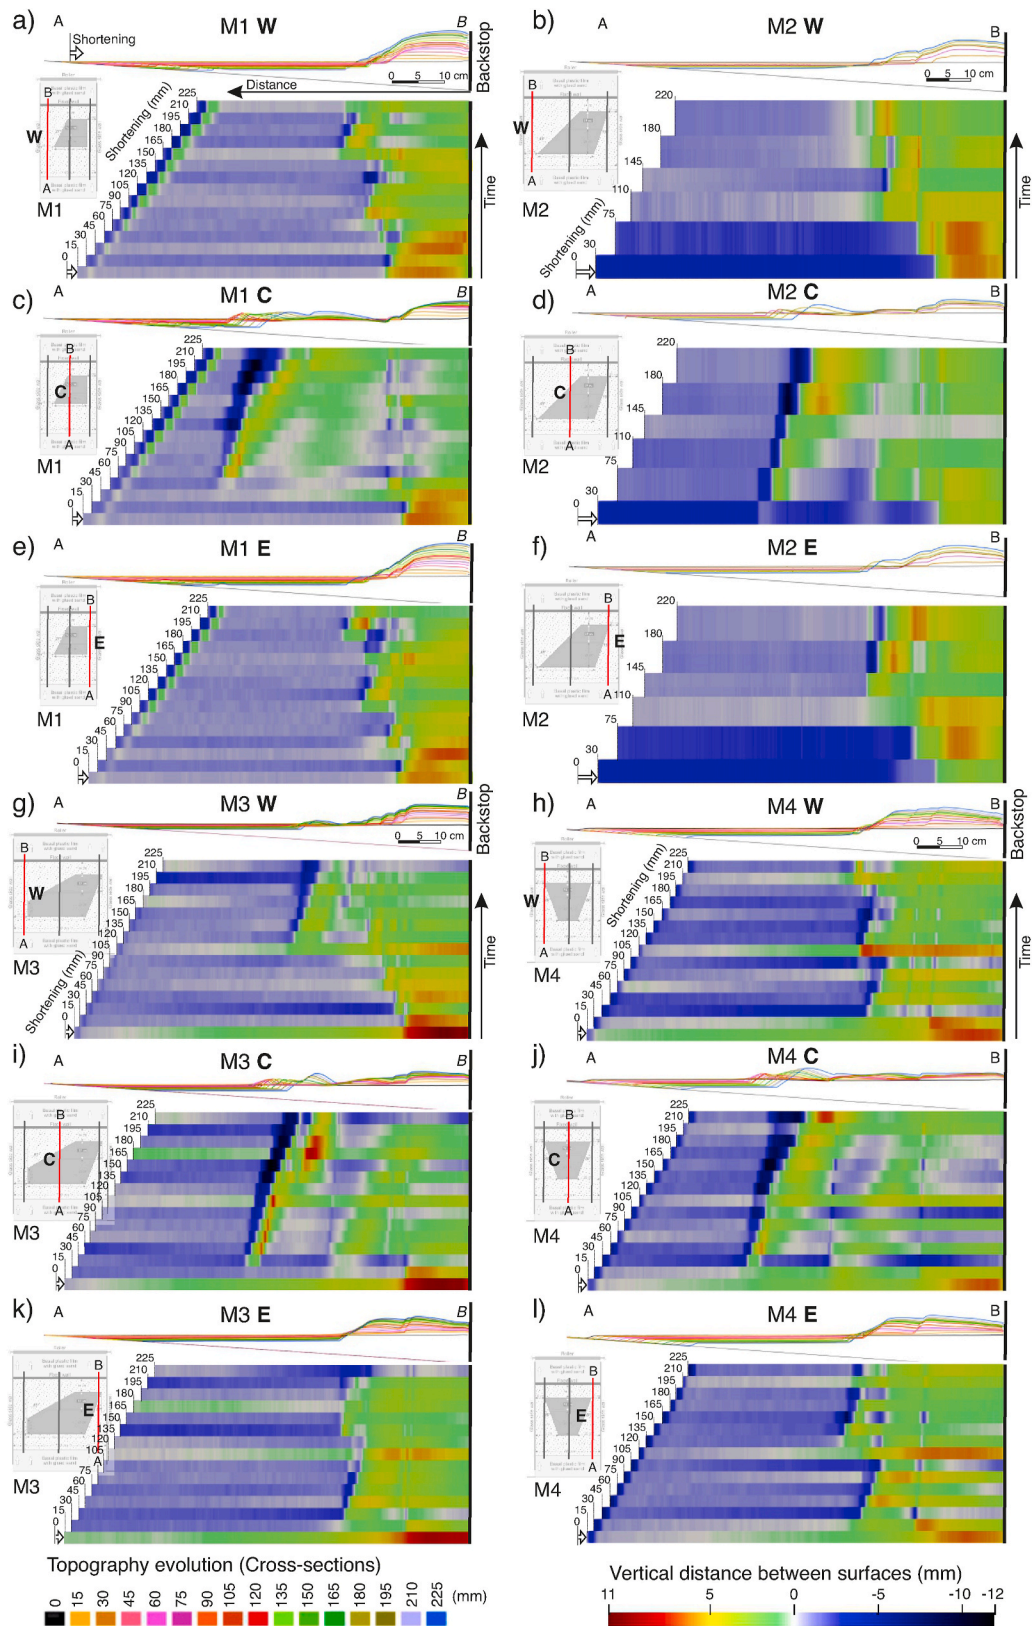 a)
A
M1 W
B
Shortening
Backstop
0 5 10 cm
Distance
B
W
A
M1
Shortening (mm)
225
210
195
180
165
150
135
120
105
90
75
60
45
30
15
0
Time
b)
A
M2 W
B
0 5 10 cm
B
W
A
M2
Shortening (mm)
220
180
145
110
75
30
0
Time
c)
A
M1 C
B
B
C
A
M1
225
210
195
180
165
150
135
120
105
90
75
60
45
30
15
0
d)
A
M2 C
B
B
C
A
M2
220
180
145
110
75
30
0
e)
A
M1 E
B
B
E
A
M1
225
210
195
180
165
150
135
120
105
90
75
60
45
30
15
0
f)
A
M2 E
B
B
E
A
M2
220
180
145
110
75
30
0
g)
A
M3 W
B
Backstop
0 5 10 cm
B
W
A
M3
Shortening (mm)
225
210
195
180
165
150
135
120
105
90
75
60
45
30
15
0
Time
h)
A
M4 W
B
Backstop
0 5 10 cm
B
W
A
M4
Shortening (mm)
225
210
195
180
165
150
135
120
105
90
75
60
45
30
15
0
Time
i)
A
M3 C
B
B
C
A
M3
225
210
195
180
165
150
135
120
105
90
75
60
45
30
15
0
j)
A
M4 C
B
B
C
A
M4
225
210
195
180
165
150
135
120
105
90
75
60
45
30
15
0
k)
A
M3 E
B
B
E
A
M3
225
210
195
180
165
150
135
120
105
90
75
60
45
30
15
0
l)
A
M4 E
B
B
E
A
M4
225
210
195
180
165
150
135
120
105
90
75
60
45
30
15
0
Topography evolution (Cross-sections)
0 15 30 45 60 75 90 105 120 135 150 165 180 195 210 225 (mm)
Vertical distance between surfaces (mm)
11 5 0 -5 -10 -12